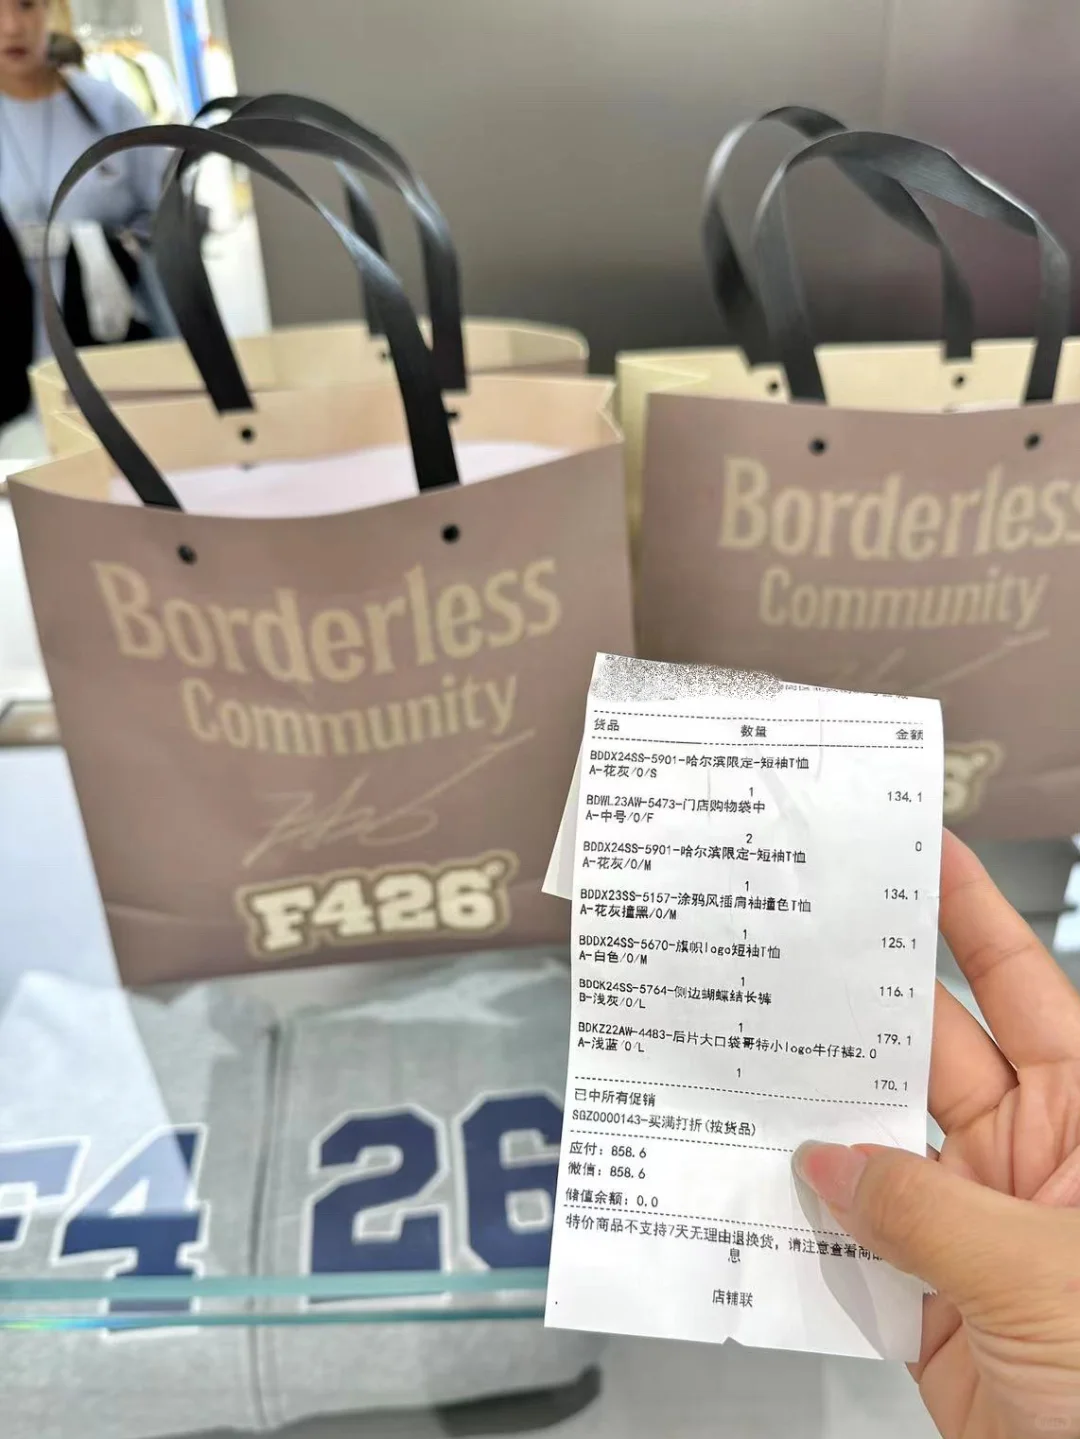 Borderless
Community
F426
Borderless
Community
6
F4
26
货品 数量 金额
BDDX24SS-5901-哈尔滨限定-短袖T恤
A-花灰/0/S
1 134.1
BDWL23AW-5473-门店购物袋中
A-中号/0/F
2 0
BDDX24SS-5901-哈尔滨限定-短袖T恤
A-花灰/0/M
1 134.1
BDDX23SS-5157-涂鸦风插肩袖撞色T恤
A-花灰撞黑/0/M
1 125.1
BDDX24SS-5670-旗帜logo短袖T恤
A-白色/0/M
1 116.1
BDCK24SS-5764-侧边蝴蝶结长裤
B-浅灰/0/L
1 179.1
BDKZ22AW-4483-后片大口袋哥特小logo牛仔裤2.0
A-浅蓝/0/L
1 170.1
已中所有促销
SGZ0000143-买满打折(按货品)
应付: 858.6
微信: 858.6
储值余额: 0.0
特价商品不支持7天无理由退换货, 请注意查看商
息
店铺联